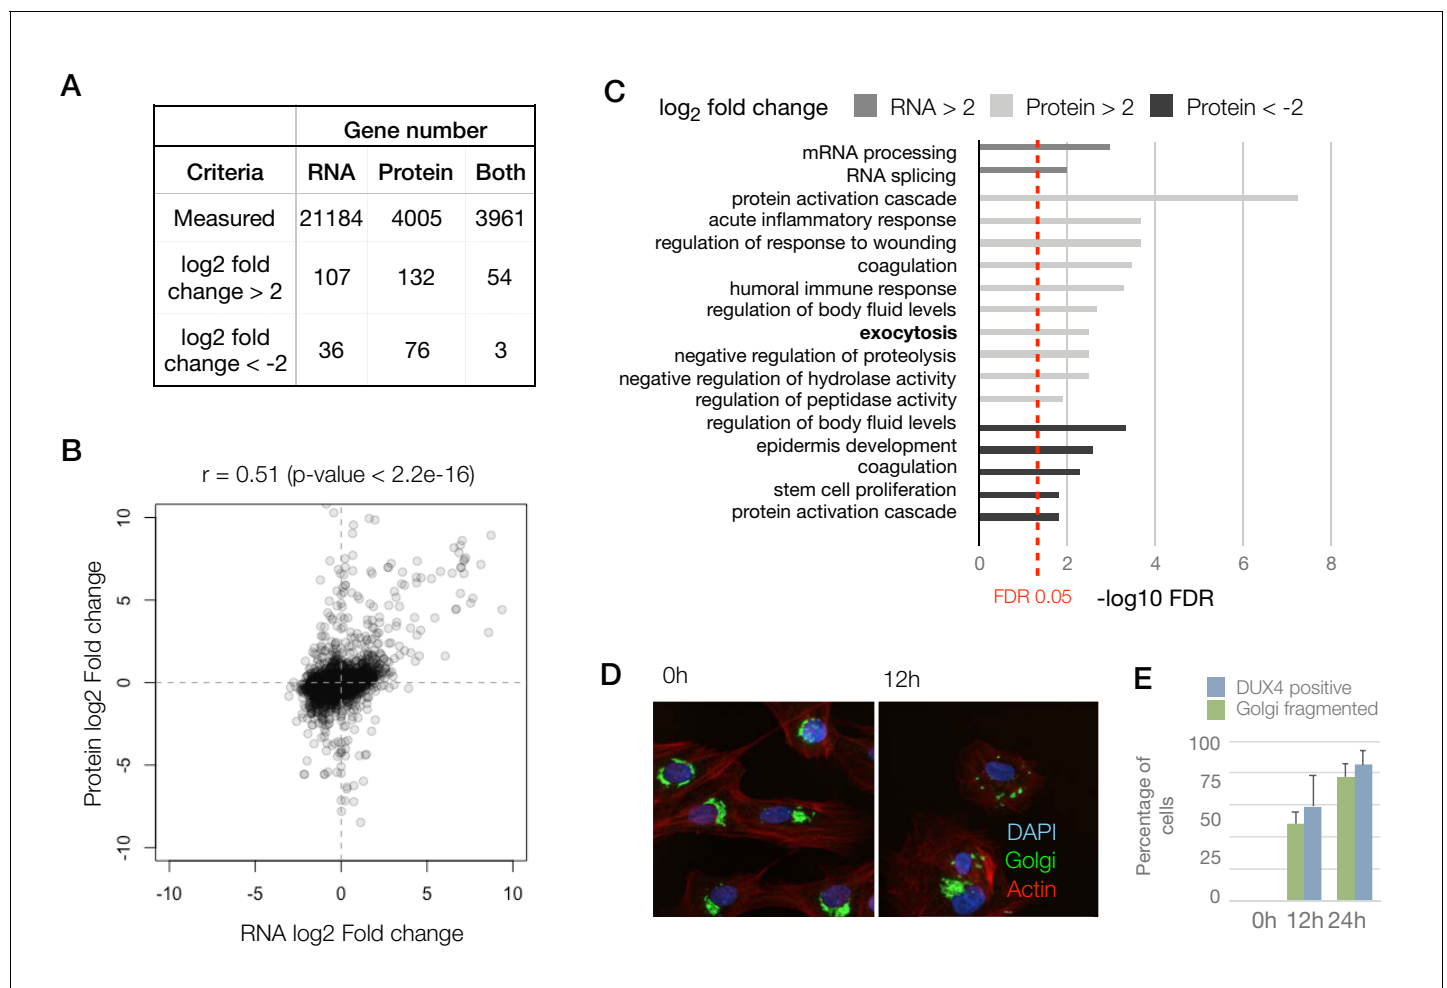 A
Gene number
Criteria RNA Protein Both
Measured 21184 4005 3961
log2 fold change > 2 107 132 54
log2 fold change < -2 36 76 3
B
r = 0.51 (p-value < 2.2e-16)
Protein log2 Fold change
10
5
0
-5
-10
-10 -5 0 5 10
RNA log2 Fold change
C
log2 fold change RNA > 2 Protein > 2 Protein < -2
mRNA processing
RNA splicing
protein activation cascade
acute inflammatory response
regulation of response to wounding
coagulation
humoral immune response
regulation of body fluid levels
exocytosis
negative regulation of proteolysis
negative regulation of hydrolase activity
regulation of peptidase activity
regulation of body fluid levels
epidermis development
coagulation
stem cell proliferation
protein activation cascade
0 2 4 6 8
FDR 0.05 -log10 FDR
D
0h 12h
DAPI
Golgi
Actin
E
DUX4 positive
Golgi fragmented
Percentage of
cells
100
75
50
25
0
0h 12h 24h